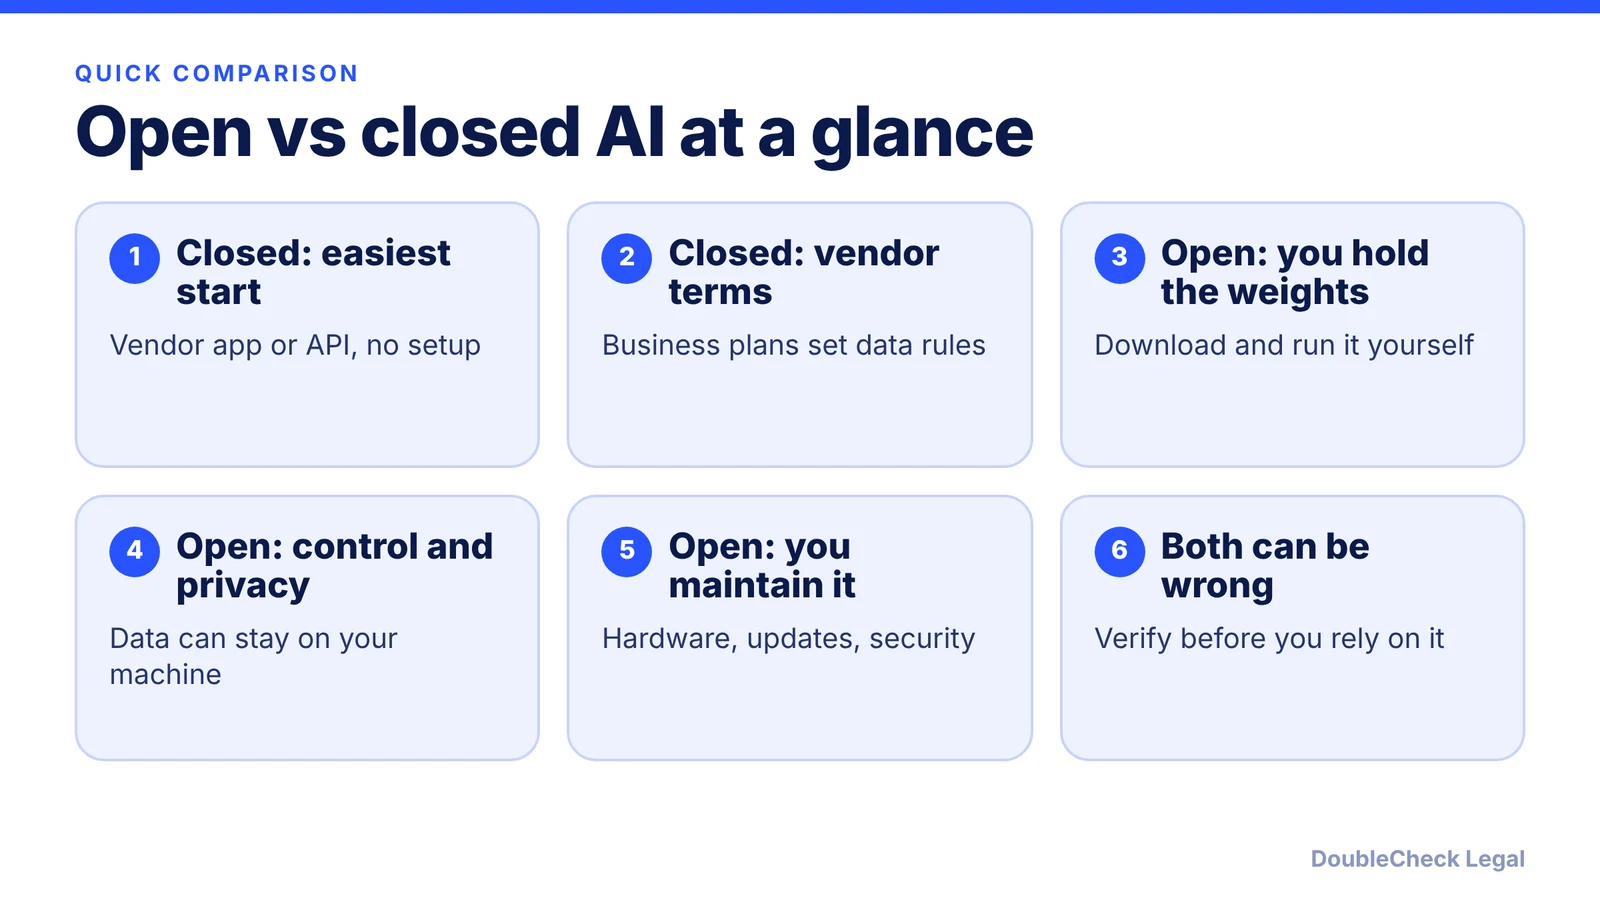 QUICK COMPARISON
Open vs closed AI at a glance
1
Closed: easiest
start
Vendor app or API, no setup
2
Closed: vendor
terms
Business plans set data rules
3
Open: you hold
the weights
Download and run it yourself
4
Open: control and
privacy
Data can stay on your
machine
5
Open: you
maintain it
Hardware, updates, security
6
Both can be
wrong
Verify before you rely on it
DoubleCheck Legal